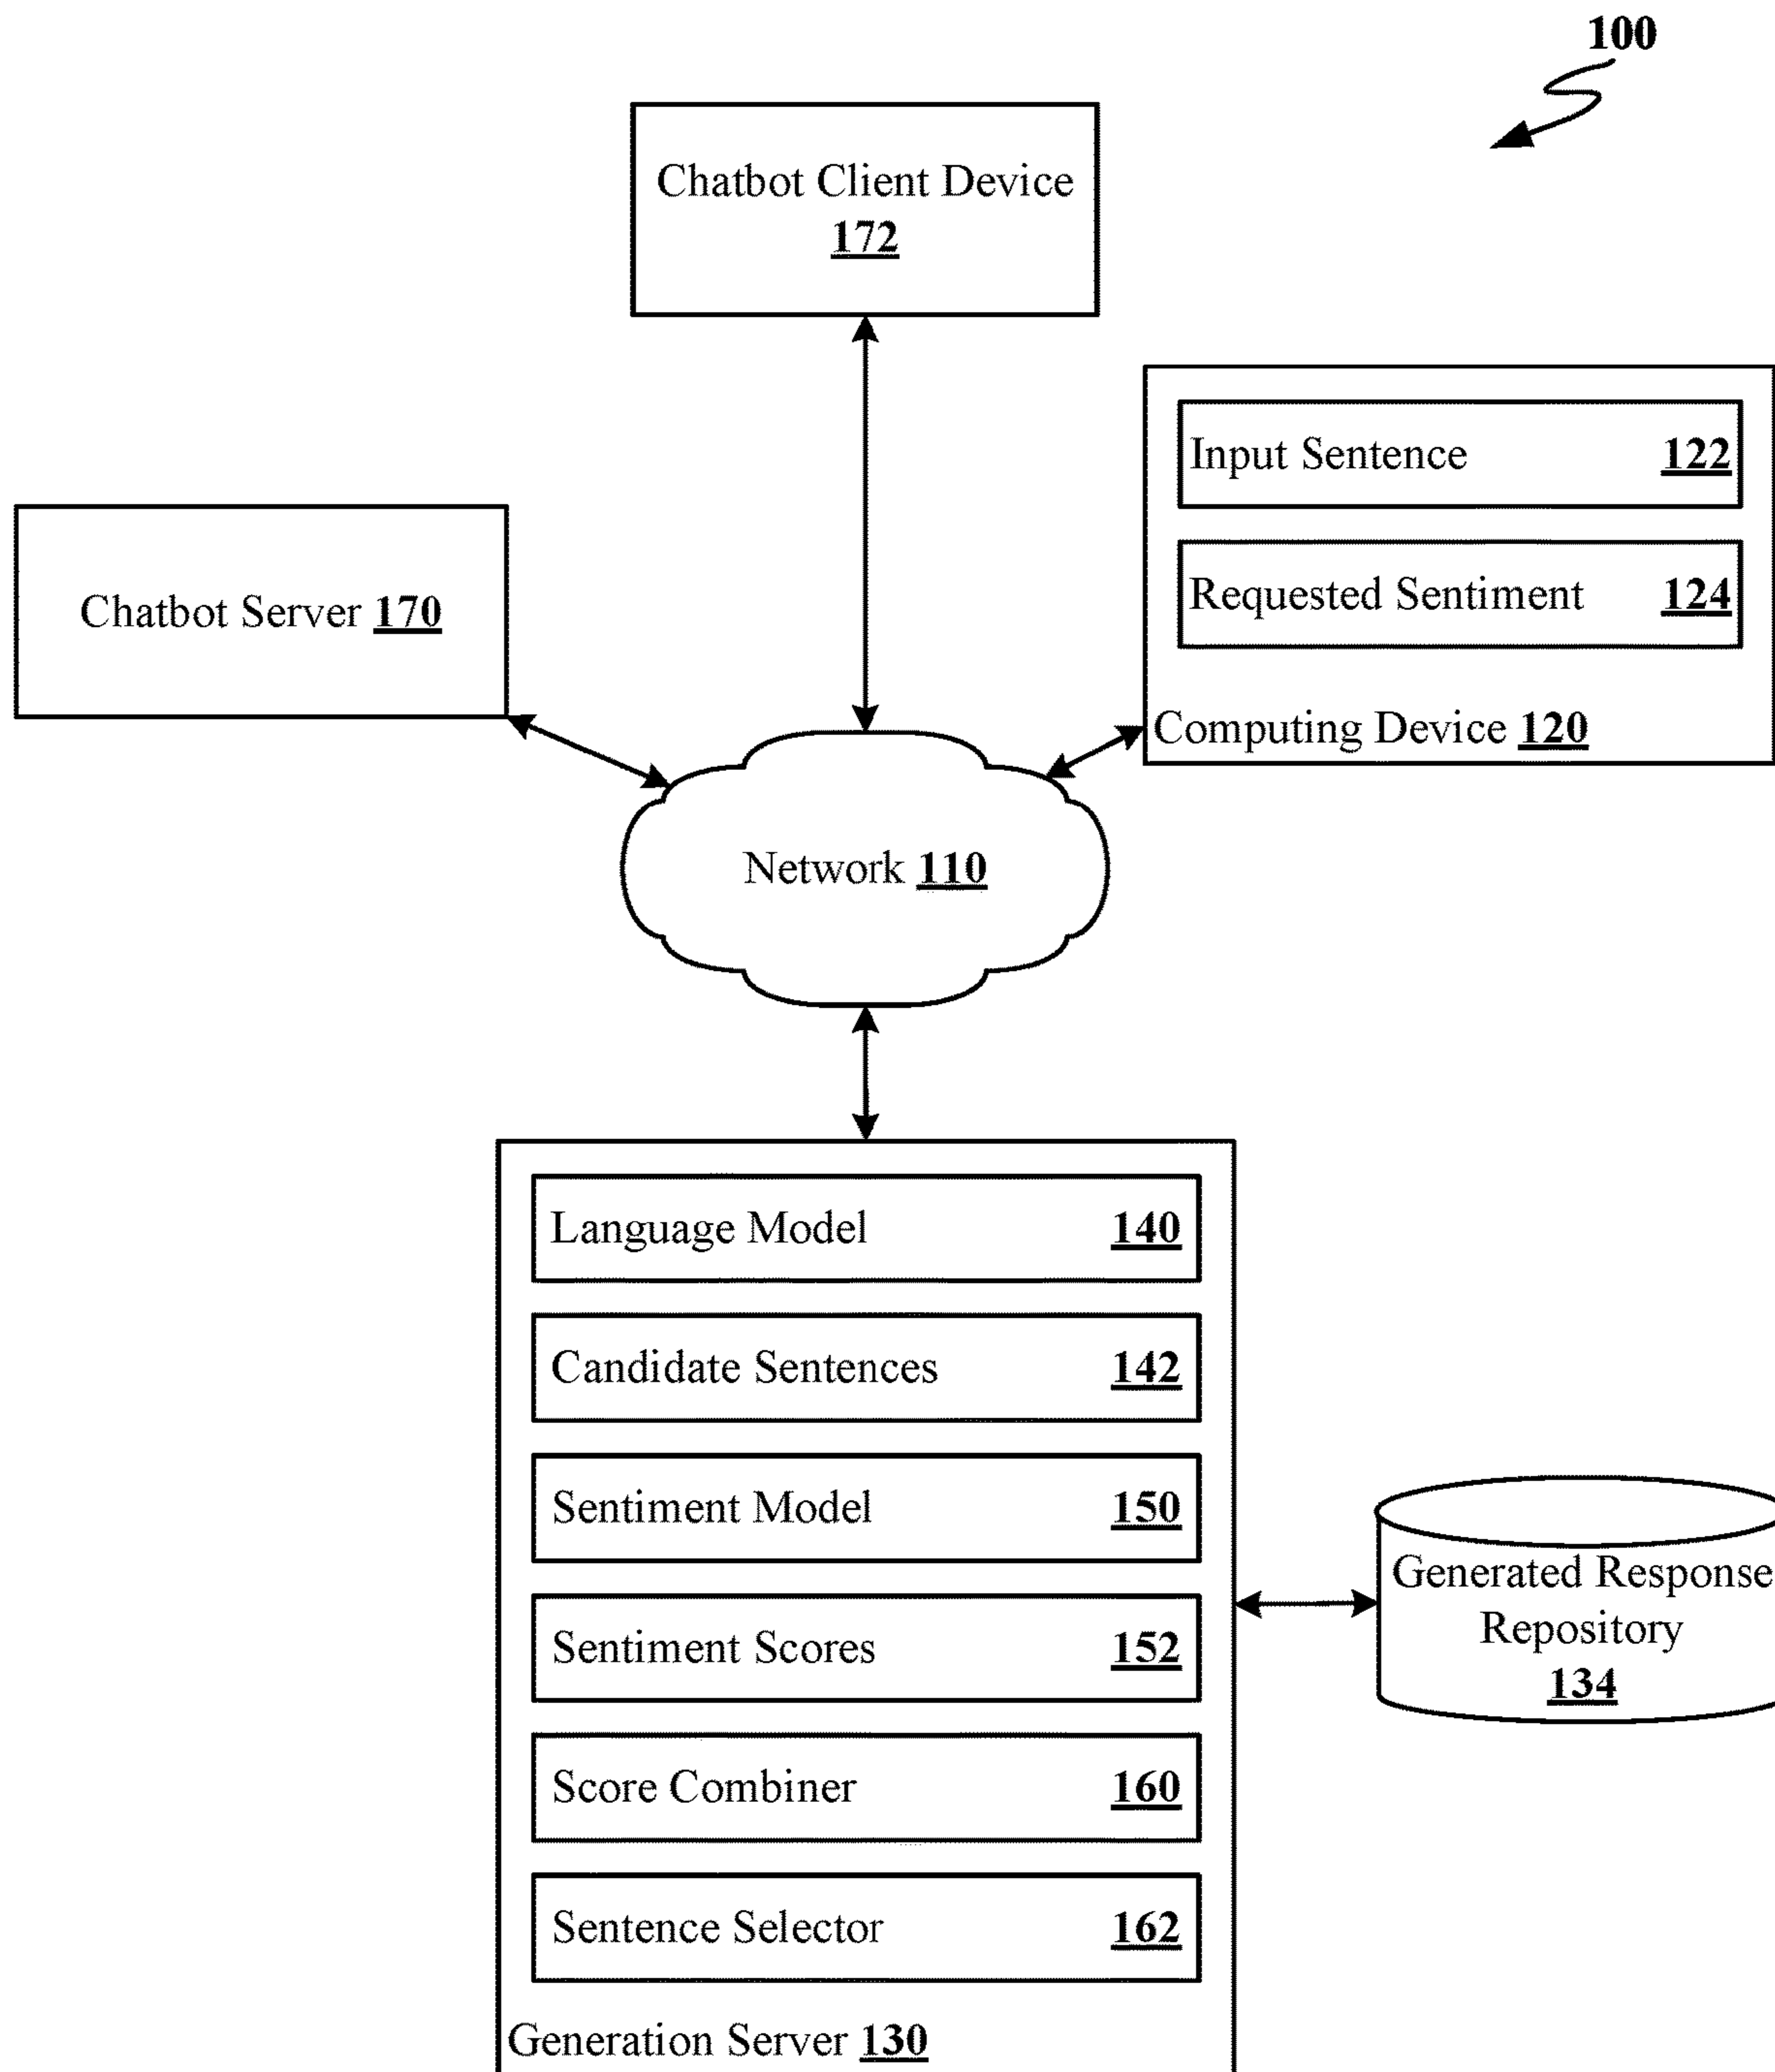 100
Chatbot Client Device
172
Input Sentence 122
Requested Sentiment 124
Computing Device 120
Chatbot Server 170
Network 110
Language Model 140
Candidate Sentences 142
Sentiment Model 150
Sentiment Scores 152
Score Combiner 160
Sentence Selector 162
Generation Server 130
Generated Response
Repository
134